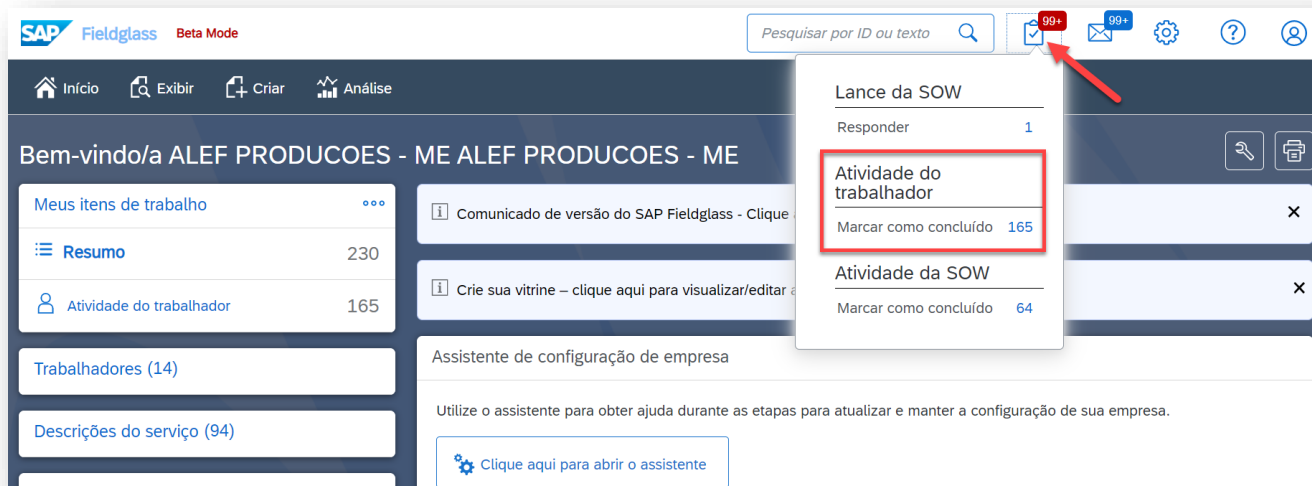 SAP Fieldglass Beta Mode
Pesquisar por ID ou texto
99+
99+
Início
Exibir
Criar
Análise
Bem-vindo/a ALEF PRODUCOES - ME ALEF PRODUCOES - ME
Meus itens de trabalho
Resumo 230
Atividade do trabalhador 165
Trabalhadores (14)
Descrições do serviço (94)
Comunicado de versão do SAP Fieldglass - Clique
Crie sua vitrine – clique aqui para visualizar/editar
Assistente de configuração de empresa
Utilize o assistente para obter ajuda durante as etapas para atualizar e manter a configuração de sua empresa.
Clique aqui para abrir o assistente
Lance da SOW
Responder 1
Atividade do
trabalhador
Marcar como concluído 165
Atividade da SOW
Marcar como concluído 64